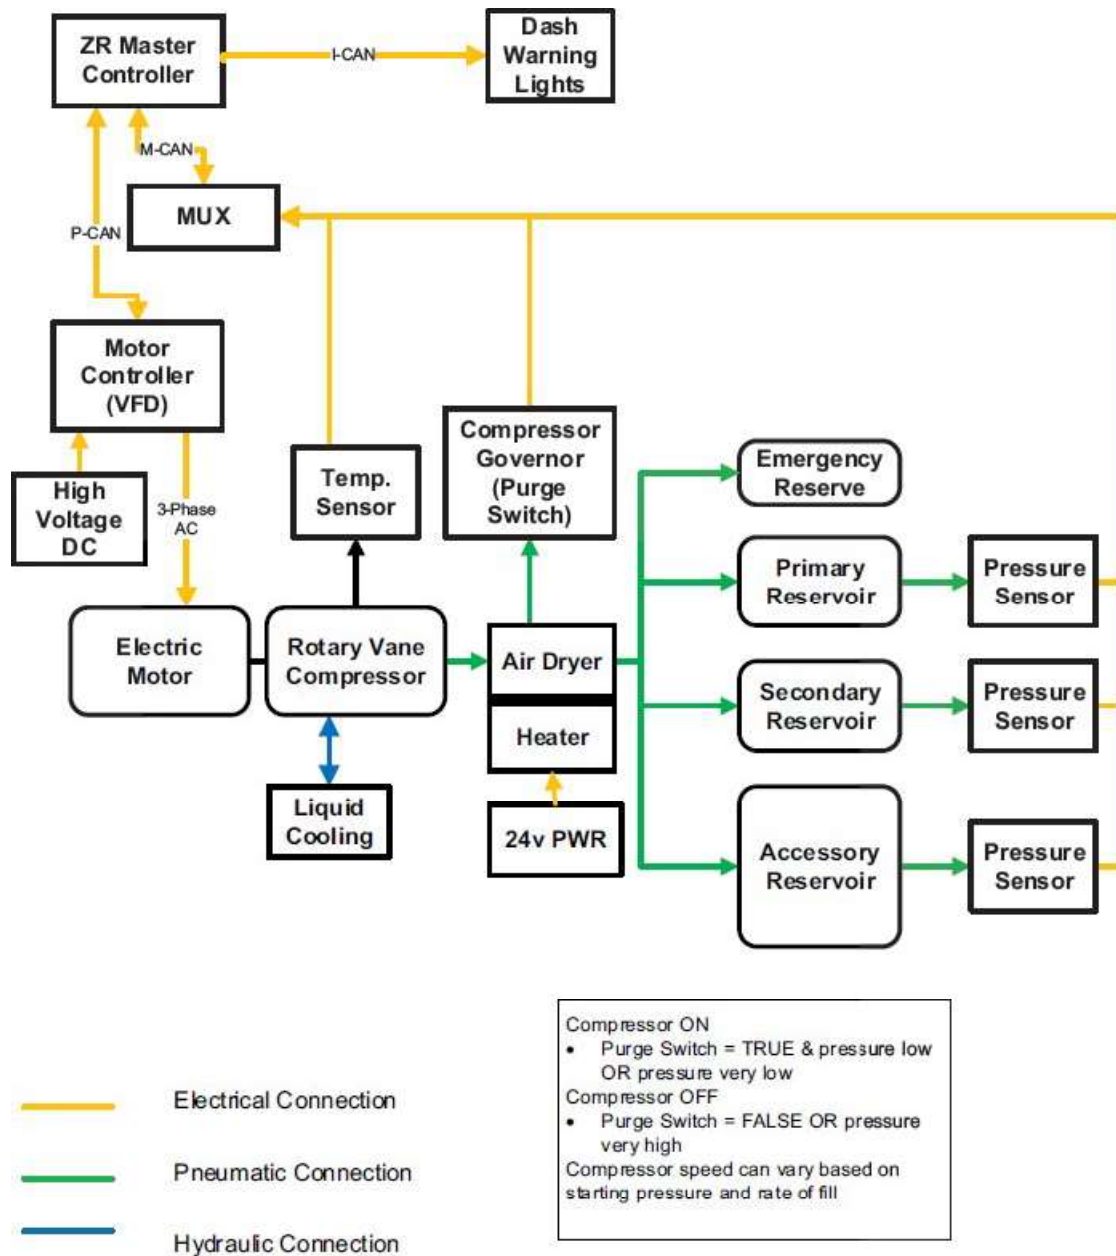 ZR Master
Controller
I-CAN
Dash
Warning
Lights
M-CAN
MUX
P-CAN
Motor
Controller
(VFD)
High
Voltage
DC
3-Phase
AC
Temp.
Sensor
Compressor
Governor
(Purge
Switch)
Emergency
Reserve
Primary
Reservoir
Pressure
Sensor
Electric
Motor
Rotary Vane
Compressor
Air Dryer
Heater
Secondary
Reservoir
Pressure
Sensor
Liquid
Cooling
24v PWR
Accessory
Reservoir
Pressure
Sensor
Compressor ON
• Purge Switch = TRUE & pressure low
OR pressure very low
Compressor OFF
• Purge Switch = FALSE OR pressure
very high
Compressor speed can vary based on
starting pressure and rate of fill
Electrical Connection
Pneumatic Connection
Hydraulic Connection